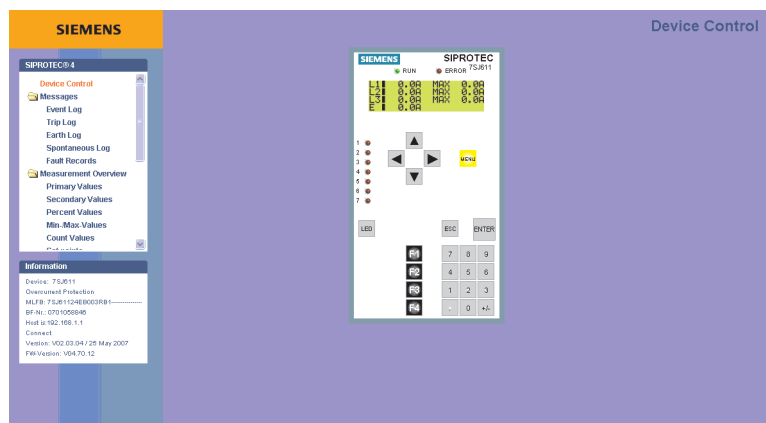 SIEMENS
Device Control
SIPROTEC® 4
Device Control
Messages
Event Log
Trip Log
Earth Log
Spontaneous Log
Fault Records
Measurement Overview
Primary Values
Secondary Values
Percent Values
Min-/Max-Values
Count Values
Information
Device: 7SJ611
Overcurrent Protection
MLFB: 7SJ61124EB003RB1--------------
BF-Nr.: 0701058846
Host is:192.168.1.1
Connect
Version: V02.03.04 / 25 May 2007
FW-Version: V04.70.12
SIEMENS
SIPROTEC
RUN
ERROR
7SJ611
L1 0.0A MAX 0.0A
L2 0.0A MAX 0.0A
L3 0.0A MAX 0.0A
E 0.0A
1
2
3
4
5
6
7
MENU
LED
ESC
ENTER
F1
7 8 9
F2
4 5 6
F3
1 2 3
F4
. 0 +/-